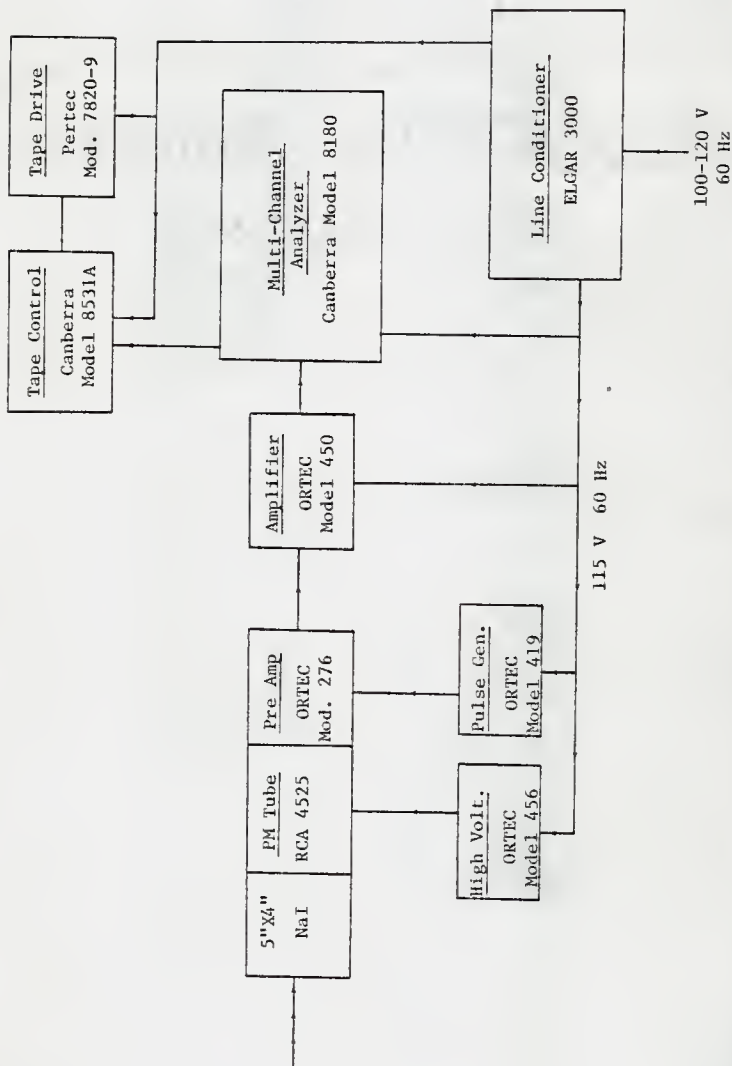 5"X4"
NaI
PM Tube
RCA 4525
Pre Amp
ORTEC
Mod. 276
Amplifier
ORTEC
Model 450
Multi-Channel
Analyzer
Canberra Model 8180
Tape Control
Canberra
Model 8531A
Tape Drive
Pertec
Mod. 7820-9
High Volt.
ORTEC
Model 456
Pulse Gen.
ORTEC
Model 419
115 V 60 Hz
Line Conditioner
ELGAR 3000
100-120 V
60 Hz